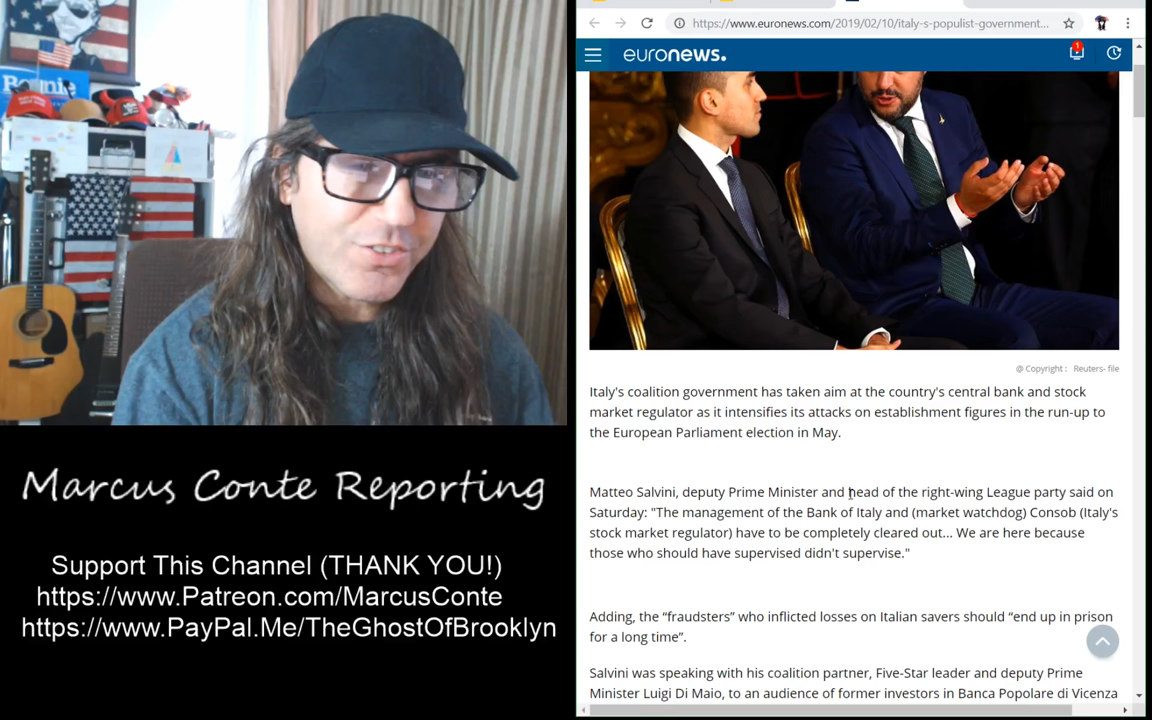 https://www.euronews.com/2019/02/10/italy-s-populist-government...
euronews.
1
@ Copyright : Reuters- file
Italy's coalition government has taken aim at the country's central bank and stock
market regulator as it intensifies its attacks on establishment figures in the run-up to
the European Parliament election in May.
Matteo Salvini, deputy Prime Minister and head of the right-wing League party said on
Saturday: "The management of the Bank of Italy and (market watchdog) Consob (Italy's
stock market regulator) have to be completely cleared out... We are here because
those who should have supervised didn't supervise."
Adding, the “fraudsters” who inflicted losses on Italian savers should “end up in prison
for a long time”.
Salvini was speaking with his coalition partner, Five-Star leader and deputy Prime
Minister Luigi Di Maio, to an audience of former investors in Banca Popolare di Vicenza
Marcus Conte Reporting
Support This Channel (THANK YOU!)
https://www.Patreon.com/MarcusConte
https://www.PayPal.Me/TheGhostOfBrooklyn